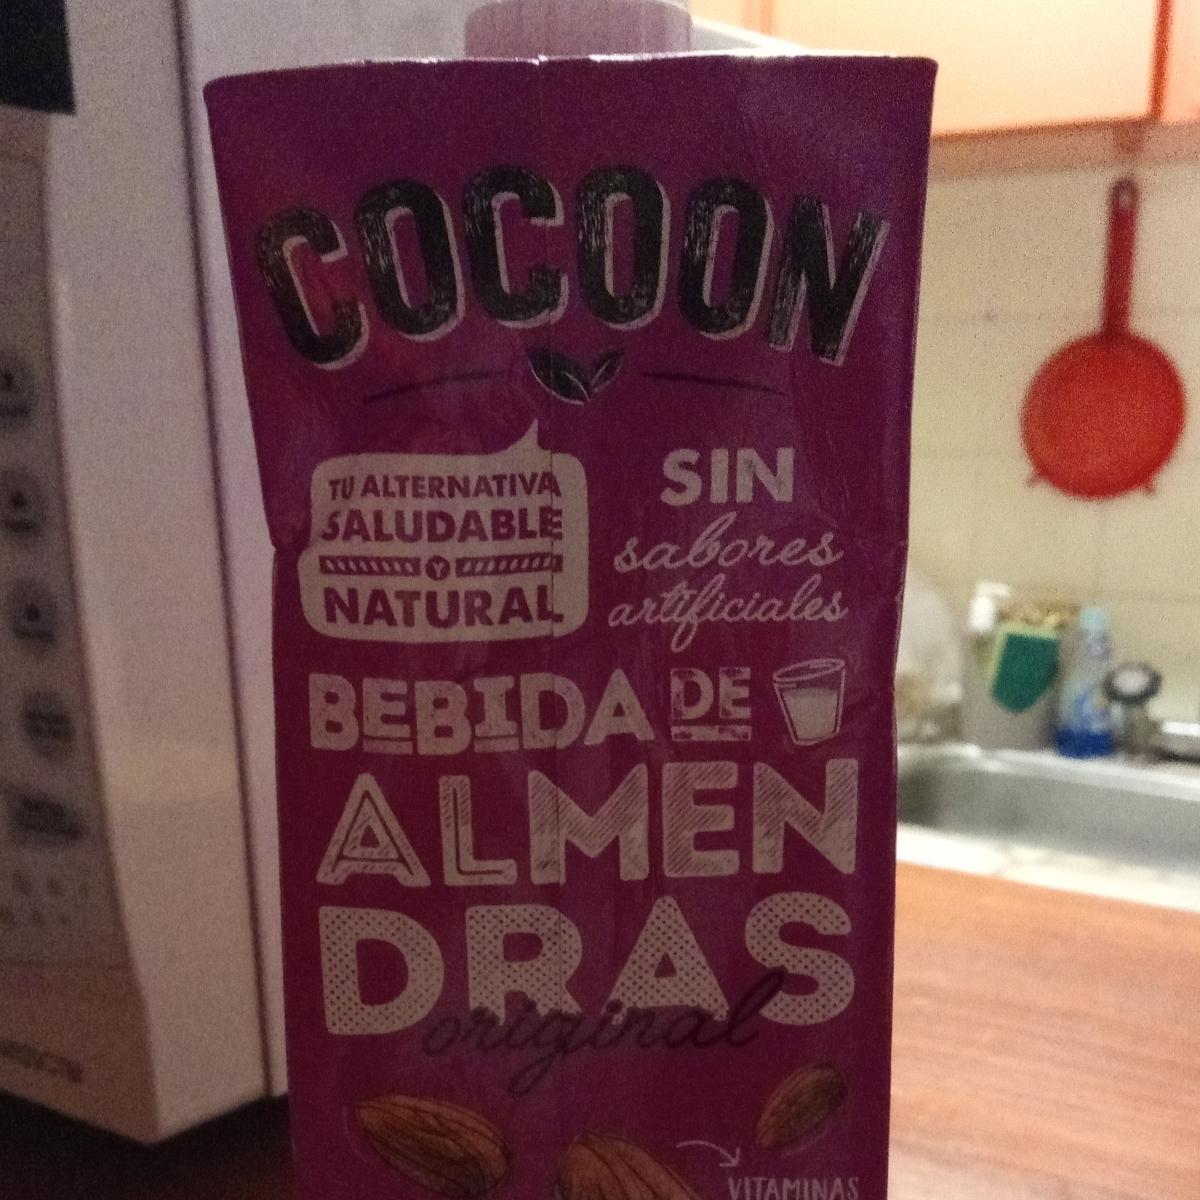 COCOON
TU ALTERNATIVA
SALUDABLE
Y
NATURAL
SIN
sabores
artificiales
BEBIDA DE
ALMEN
DRAS
original
VITAMINAS